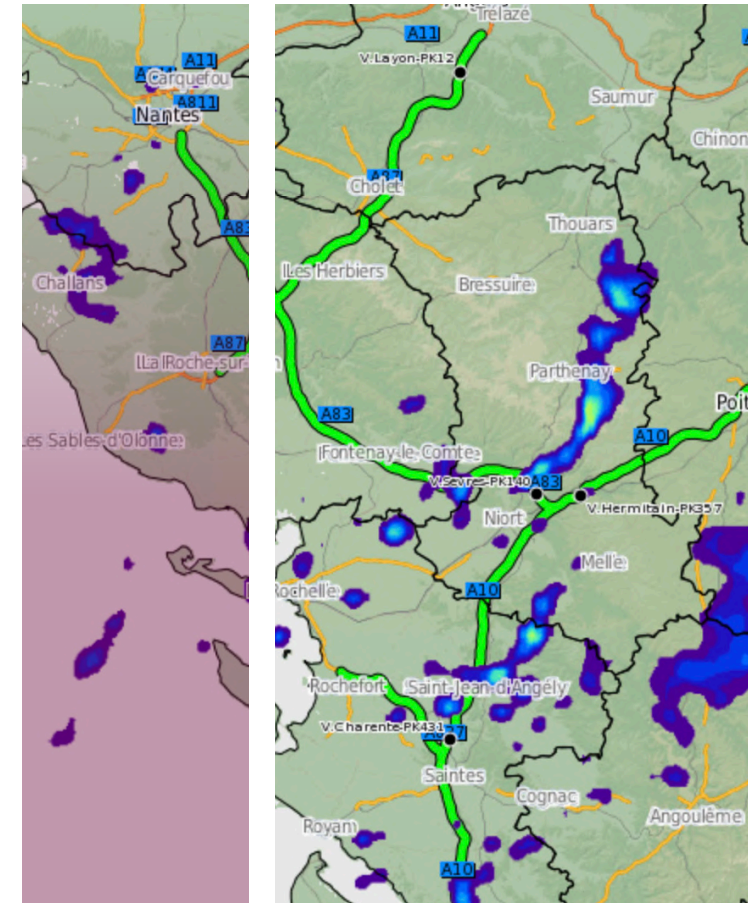 A11
Carquefou
A811
Nantes
A83
Challans
A87
La Roche-sur-
Les Sables-d'Olonne
Trélazé
A11
V.Layon-PK12
Saumur
Chinon
Cholet
Thouars
Les Herbiers
Bressuire
Parthenay
Poit
A83
A10
Fontenay-le-Comte
V.Sevres-PK140
A83
V.Hermitain-PK357
Niort
Melle
Rochelle
A10
Rochefort
Saint-Jean-d'Angély
V.Charente-PK431
Saintes
Cognac
Angoulême
Royan
A10